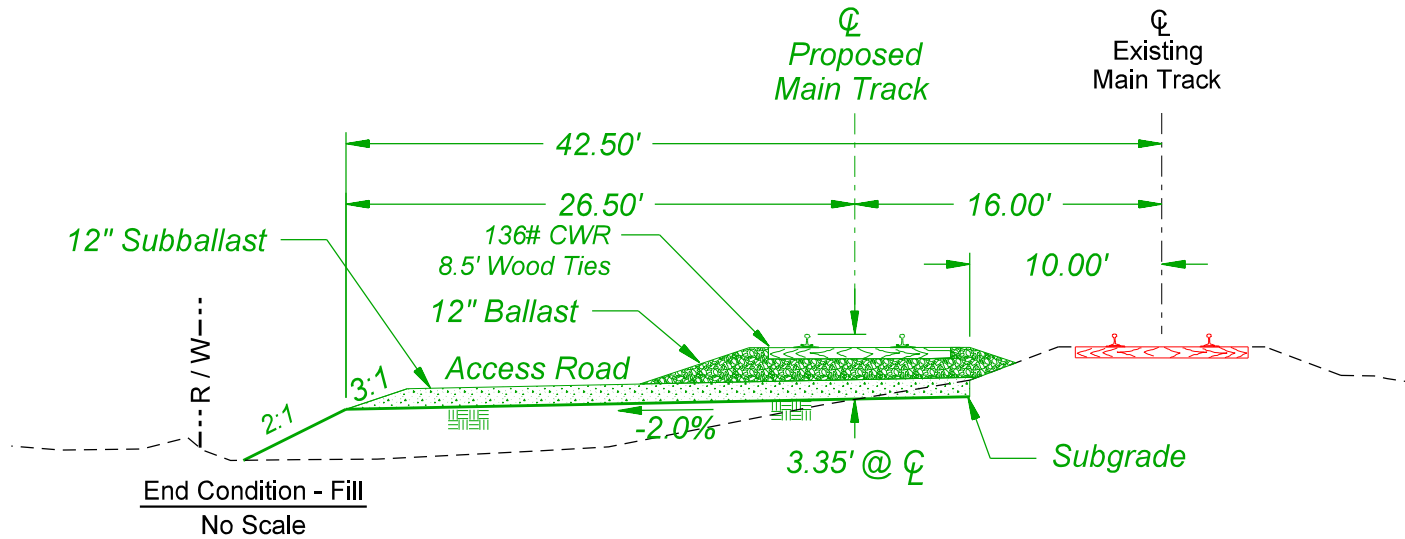 ℄
Proposed
Main Track
℄
Existing
Main Track
42.50'
26.50'
16.00'
12" Subballast
136# CWR
8.5' Wood Ties
10.00'
12" Ballast
R / W
Access Road
3:1
2:1
-2.0%
3.35' @ ℄
Subgrade
End Condition - Fill
No Scale